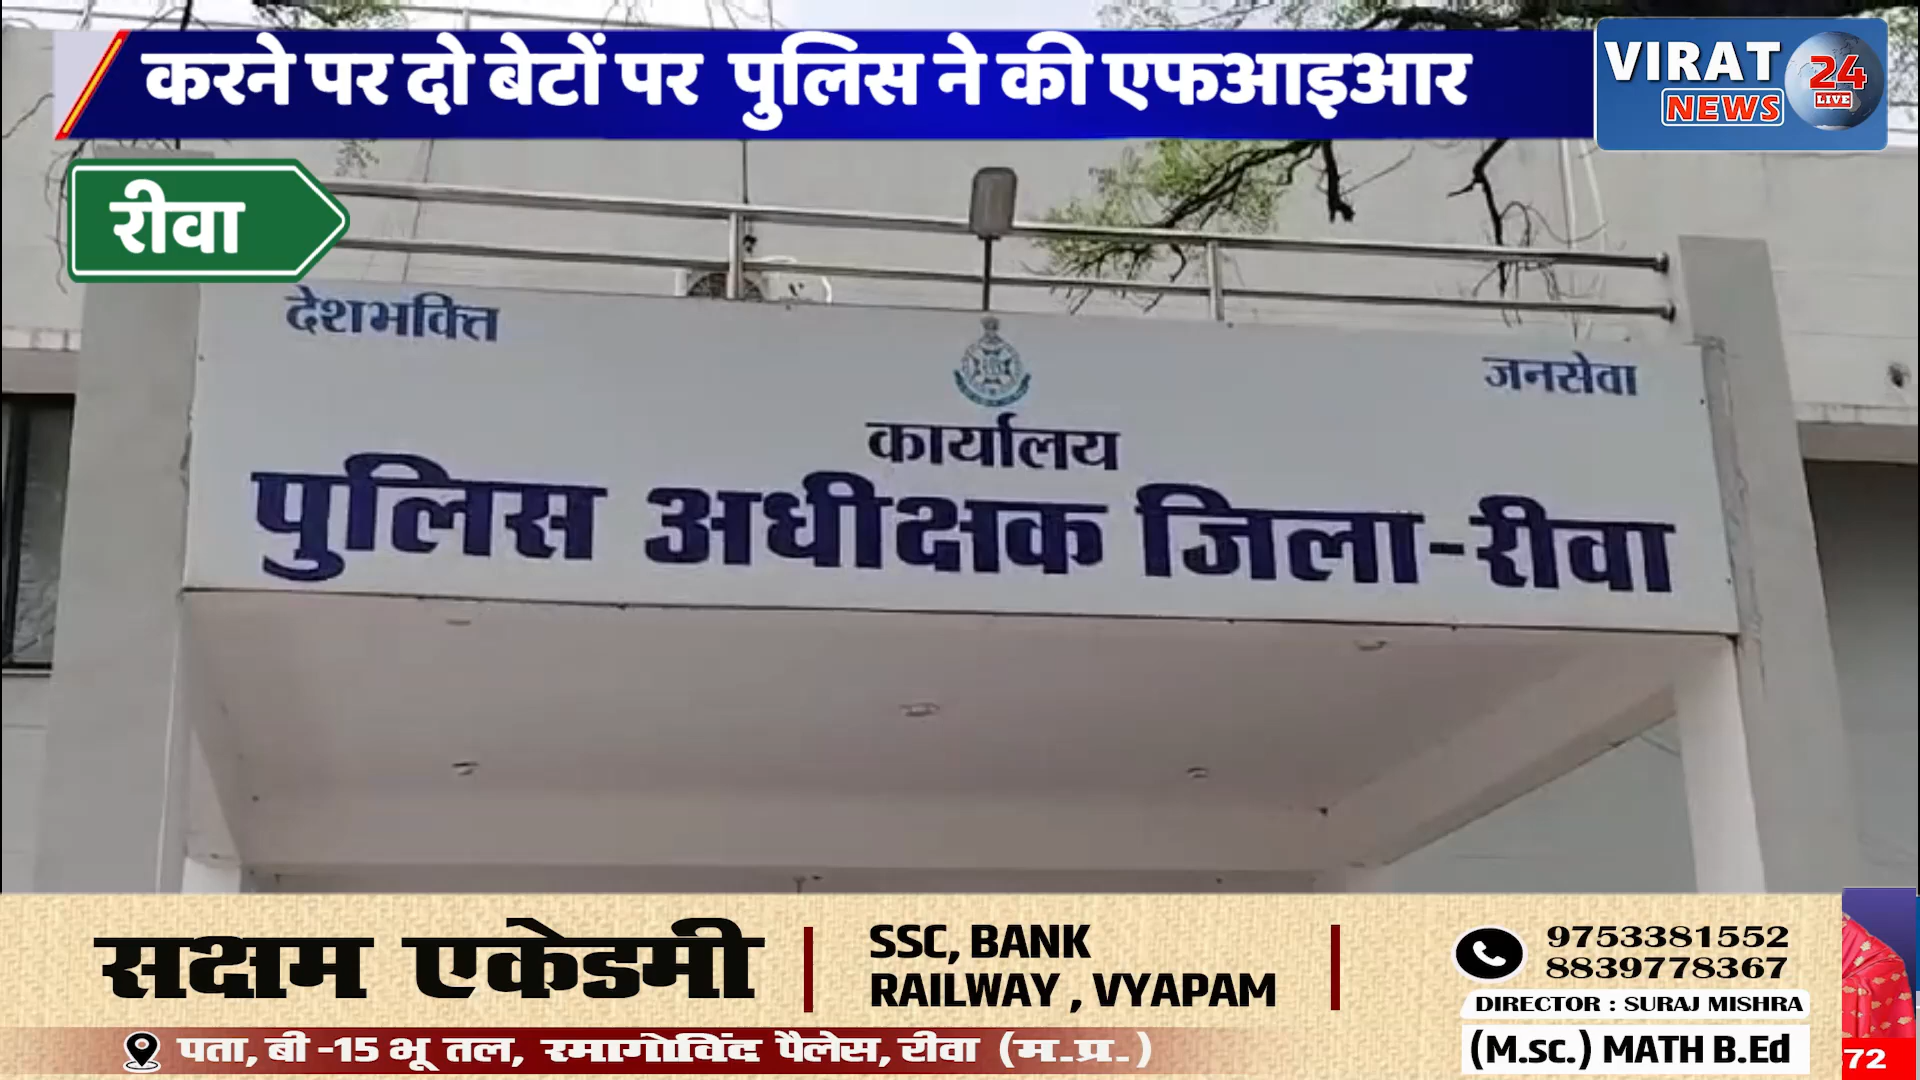 करने पर दो बेटों पर पुलिस ने की एफआइआर
VIRAT
NEWS
24
LIVE
रीवा
देशभक्ति
जनसेवा
कार्यालय
पुलिस अधीक्षक जिला-रीवा
सक्षम एकेडमी
SSC, BANK
RAILWAY , VYAPAM
9753381552
8839778367
DIRECTOR : SURAJ MISHRA
(M.sc.) MATH B.Ed
पता, बी -15 भू तल, रमागोविंद पैलेस, रीवा (म.प्र.)
72